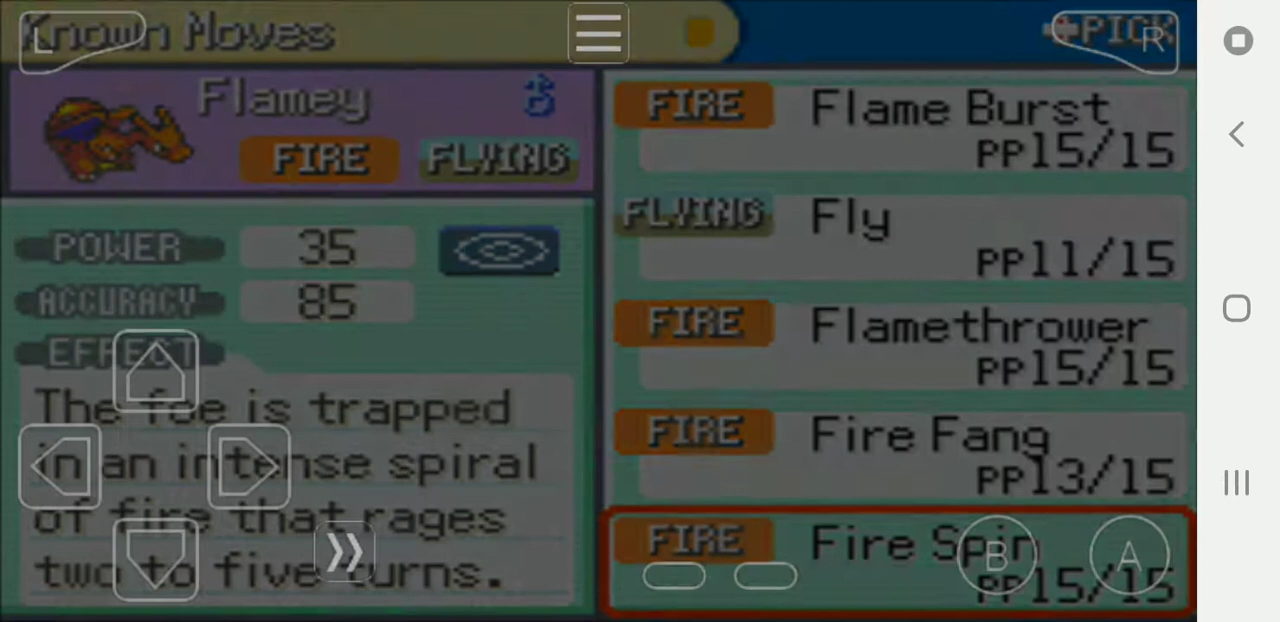 Known Moves
L
PICK
R
Flamey
FIRE FLYING
POWER 35
ACCURACY 85
EFFECT
The foe is trapped
in an intense spiral
of fire that rages
two to five turns.
FIRE Flame Burst
PP15/15
FLYING Fly
PP11/15
FIRE Flamethrower
PP15/15
FIRE Fire Fang
PP13/15
FIRE Fire Spin
PP15/15
B
A